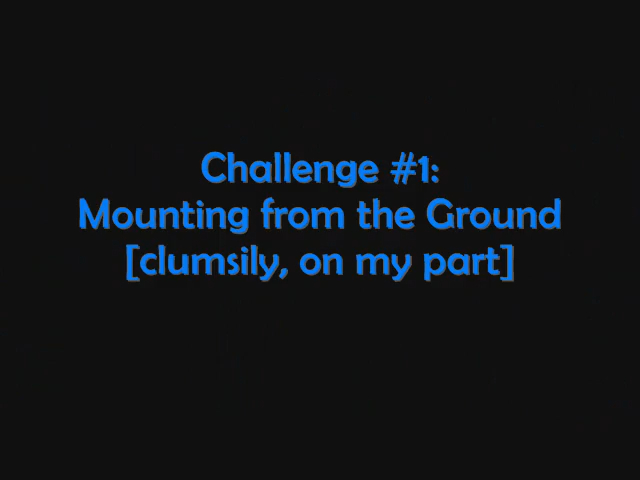 Challenge #1:
Mounting from the Ground
[clumsily, on my part]